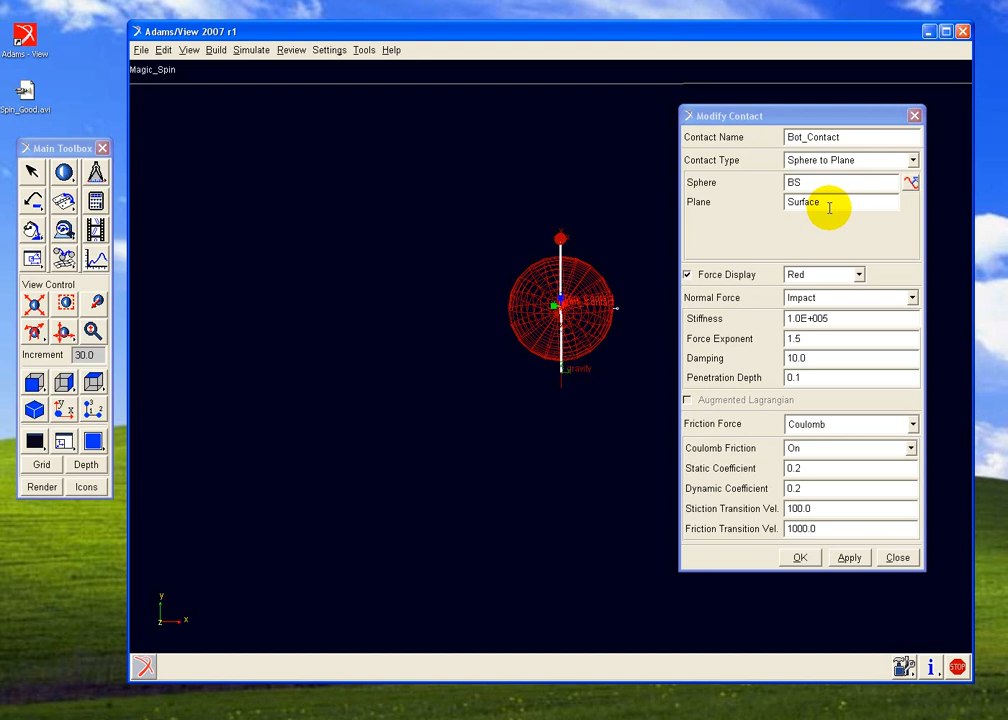 Adams - View
Spin_Good.avi
Main Toolbox
View Control
Increment 30.0
Grid Depth
Render Icons
Adams/View 2007 r1
File Edit View Build Simulate Review Settings Tools Help
Magic_Spin
gravity
y
x
z
Modify Contact
Contact Name Bot_Contact
Contact Type Sphere to Plane
Sphere BS
Plane Surface
Force Display Red
Normal Force Impact
Stiffness 1.0E+005
Force Exponent 1.5
Damping 10.0
Penetration Depth 0.1
Augmented Lagrangian
Friction Force Coulomb
Coulomb Friction On
Static Coefficient 0.2
Dynamic Coefficient 0.2
Stiction Transition Vel. 100.0
Friction Transition Vel. 1000.0
OK Apply Close
STOP